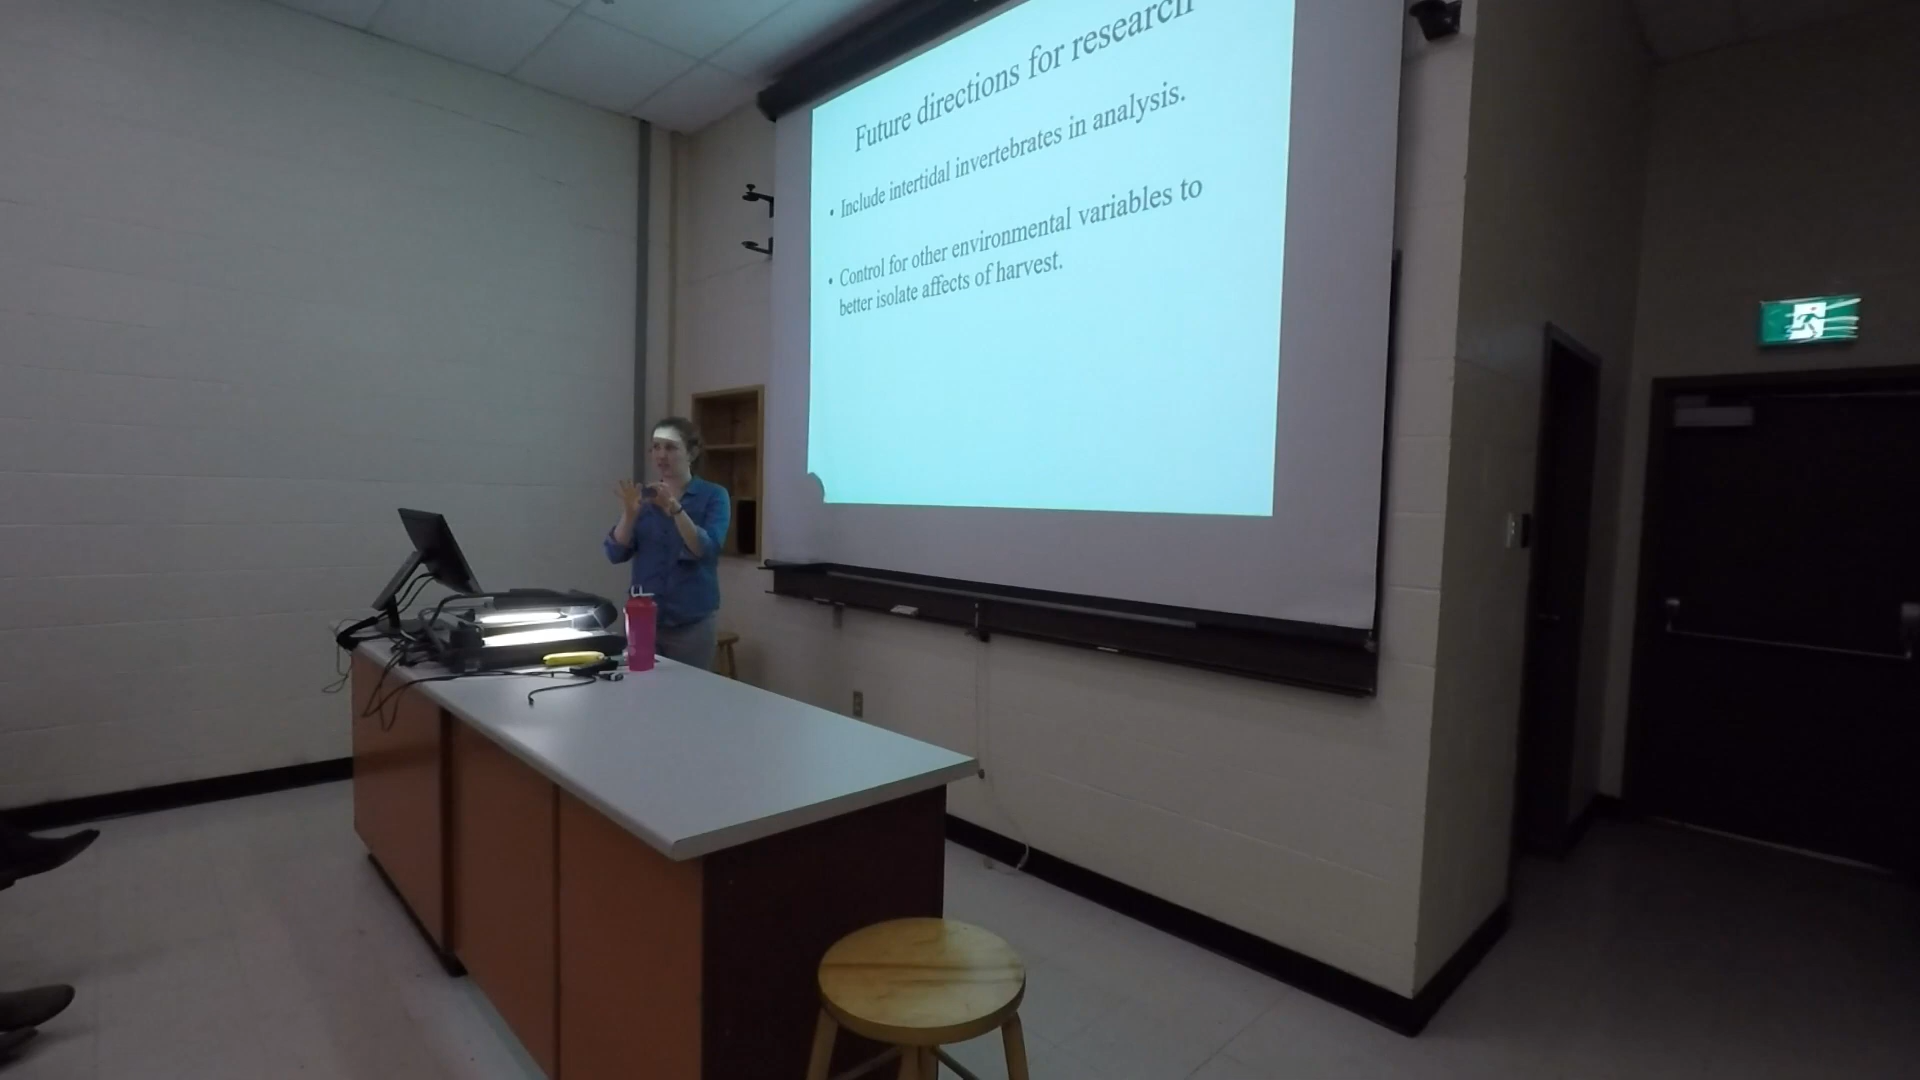 Future directions for research
• Include intertidal invertebrates in analysis.
• Control for other environmental variables to
better isolate affects of harvest.